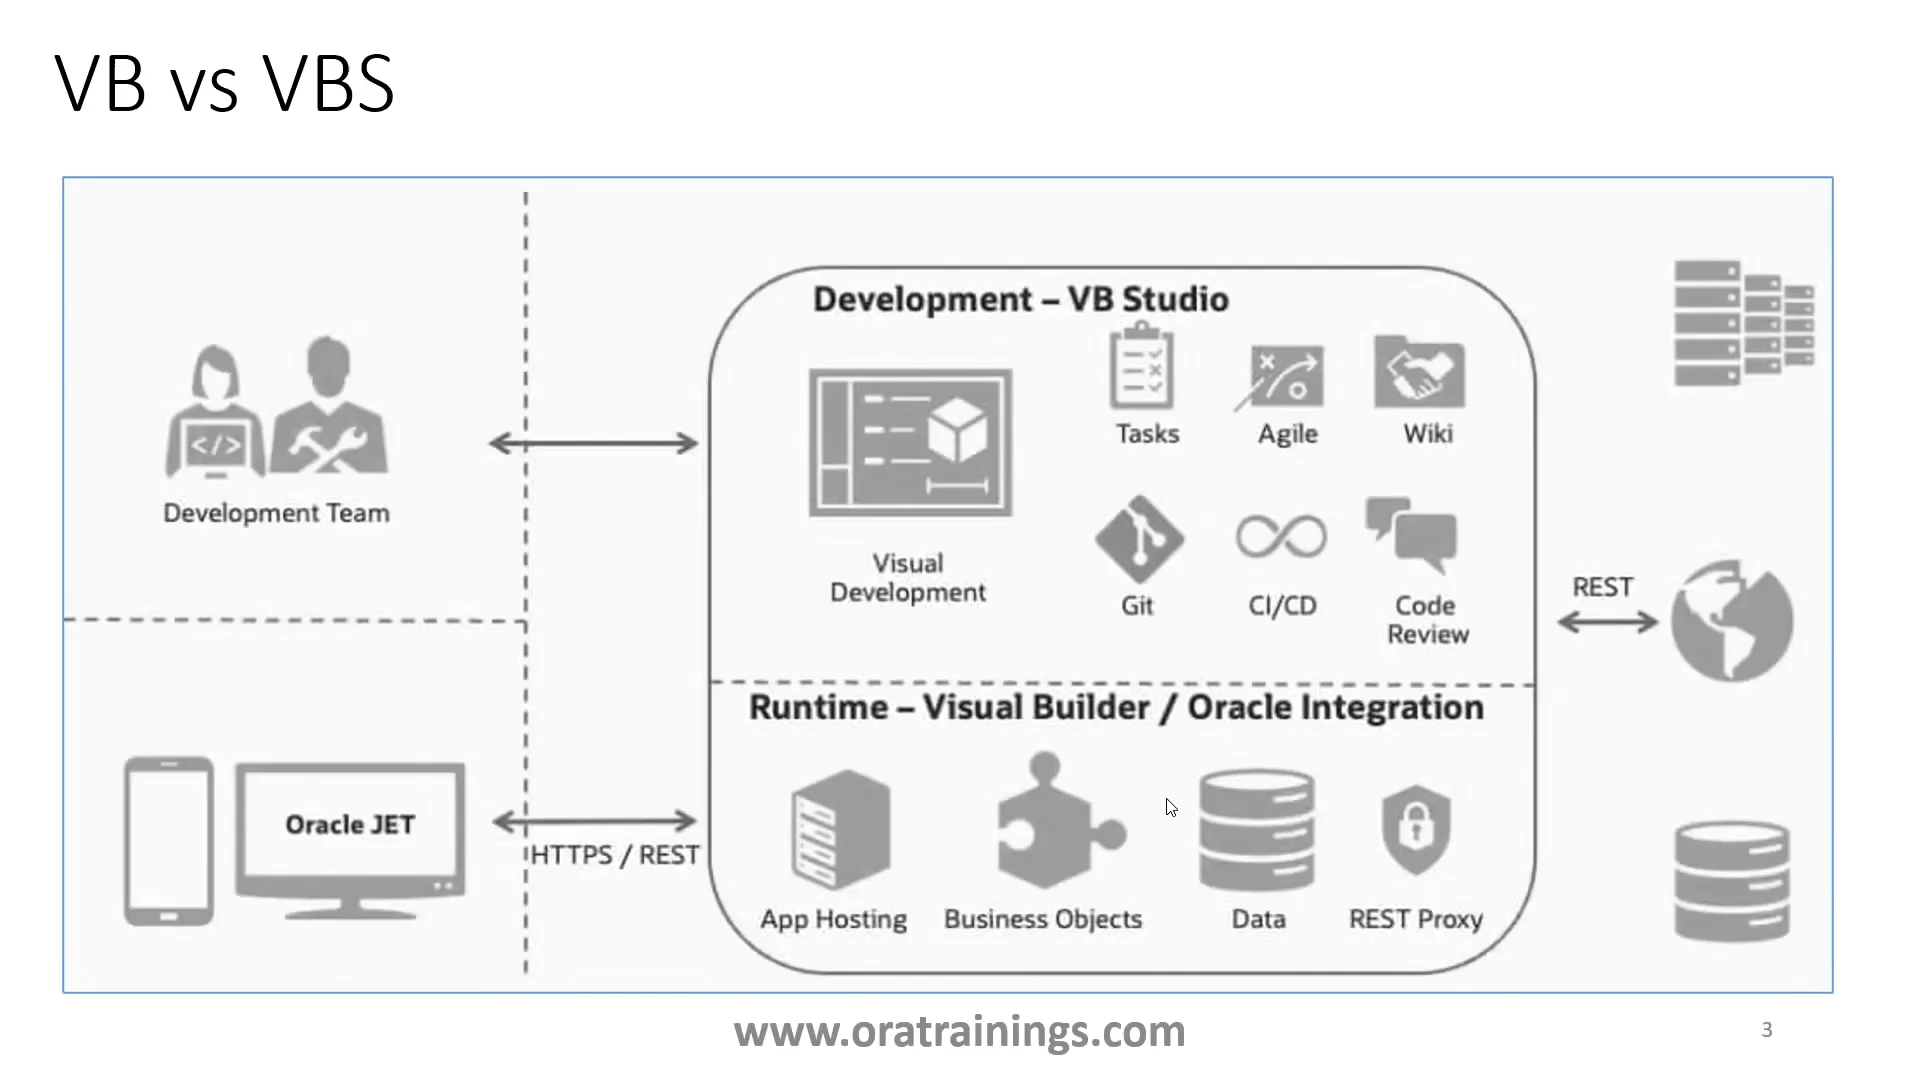 VB vs VBS
Development – VB Studio
Tasks
Agile
Wiki
</>
Development Team
Visual
Development
Git
CI/CD
Code
Review
REST
Runtime – Visual Builder / Oracle Integration
Oracle JET
HTTPS / REST
App Hosting
Business Objects
Data
REST Proxy
www.oratrainings.com
3